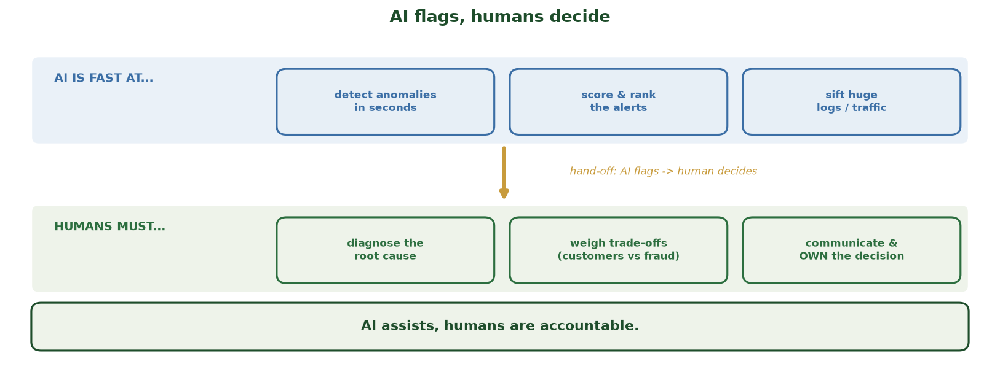 AI flags, humans decide
AI IS FAST AT...
detect anomalies
in seconds
score & rank
the alerts
sift huge
logs / traffic
hand-off: AI flags -> human decides
HUMANS MUST...
diagnose the
root cause
weigh trade-offs
(customers vs fraud)
communicate &
OWN the decision
AI assists, humans are accountable.